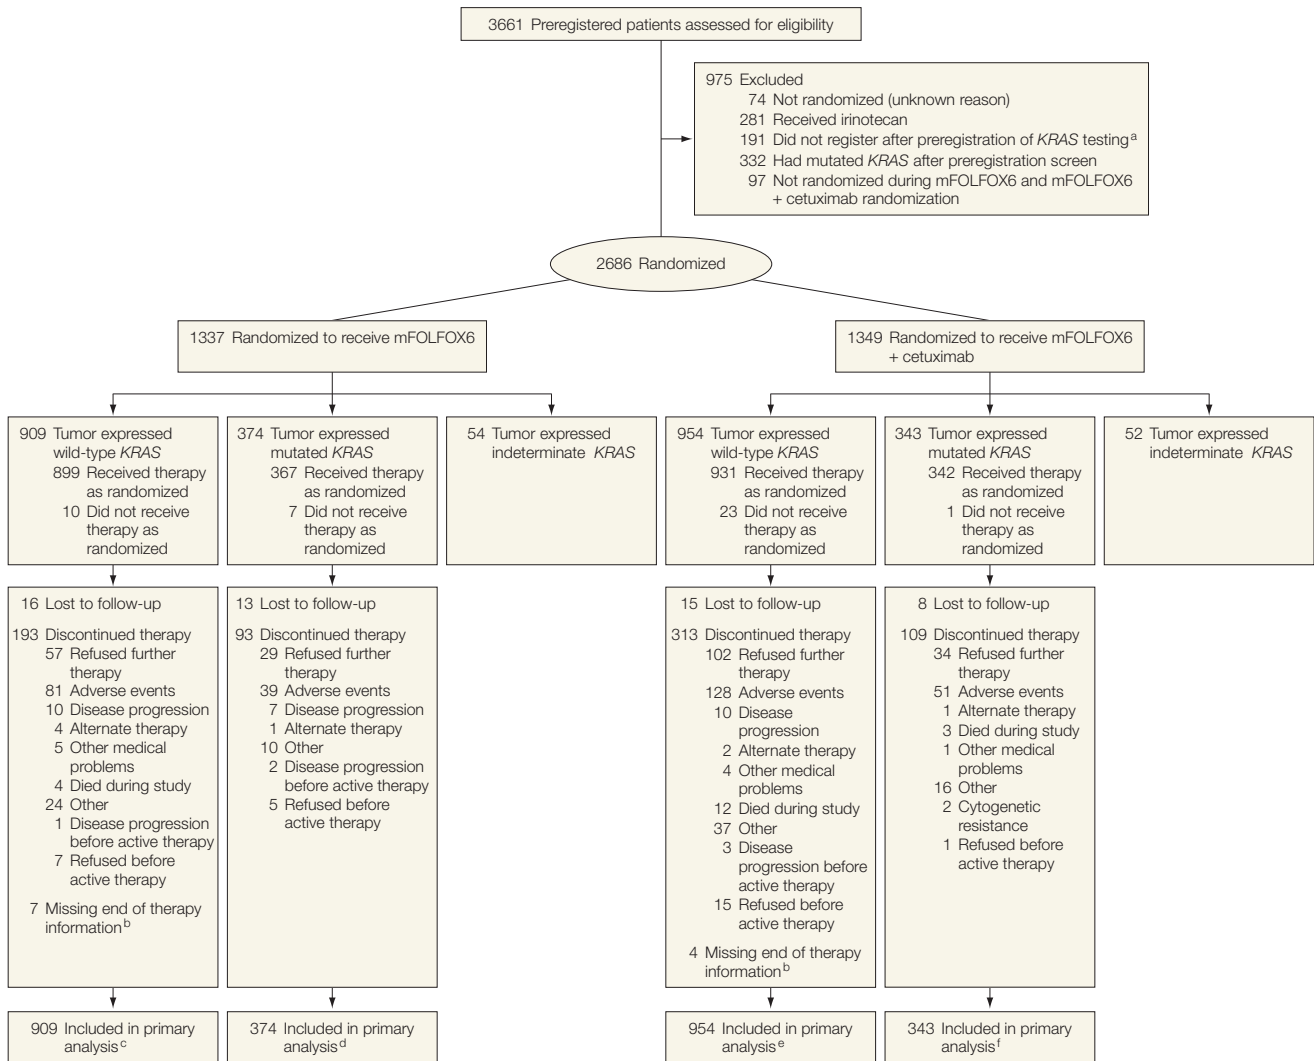 3661 Preregistered patients assessed for eligibility
975 Excluded
74 Not randomized (unknown reason)
281 Received irinotecan
191 Did not register after preregistration of KRAS testing a
332 Had mutated KRAS after preregistration screen
97 Not randomized during mFOLFOX6 and mFOLFOX6
+ cetuximab randomization
2686 Randomized
1337 Randomized to receive mFOLFOX6
1349 Randomized to receive mFOLFOX6
+ cetuximab
909 Tumor expressed
wild-type KRAS
899 Received therapy
as randomized
10 Did not receive
therapy as
randomized
374 Tumor expressed
mutated KRAS
367 Received therapy
as randomized
7 Did not receive
therapy as
randomized
54 Tumor expressed
indeterminate KRAS
954 Tumor expressed
wild-type KRAS
931 Received therapy
as randomized
23 Did not receive
therapy as
randomized
343 Tumor expressed
mutated KRAS
342 Received therapy
as randomized
1 Did not receive
therapy as
randomized
52 Tumor expressed
indeterminate KRAS
16 Lost to follow-up
193 Discontinued therapy
57 Refused further
therapy
81 Adverse events
10 Disease progression
4 Alternate therapy
5 Other medical
problems
4 Died during study
24 Other
1 Disease progression
before active therapy
7 Refused before
active therapy
7 Missing end of therapy
information b
13 Lost to follow-up
93 Discontinued therapy
29 Refused further
therapy
39 Adverse events
7 Disease progression
1 Alternate therapy
10 Other
2 Disease progression
before active therapy
5 Refused before
active therapy
15 Lost to follow-up
313 Discontinued therapy
102 Refused further
therapy
128 Adverse events
10 Disease
progression
2 Alternate therapy
4 Other medical
problems
12 Died during study
37 Other
3 Disease
progression before
active therapy
15 Refused before
active therapy
4 Missing end of therapy
information b
8 Lost to follow-up
109 Discontinued therapy
34 Refused further
therapy
51 Adverse events
1 Alternate therapy
3 Died during study
1 Other medical
problems
16 Other
2 Cytogenetic
resistance
1 Refused before
active therapy
909 Included in primary
analysis c
374 Included in primary
analysis d
954 Included in primary
analysis e
343 Included in primary
analysis f